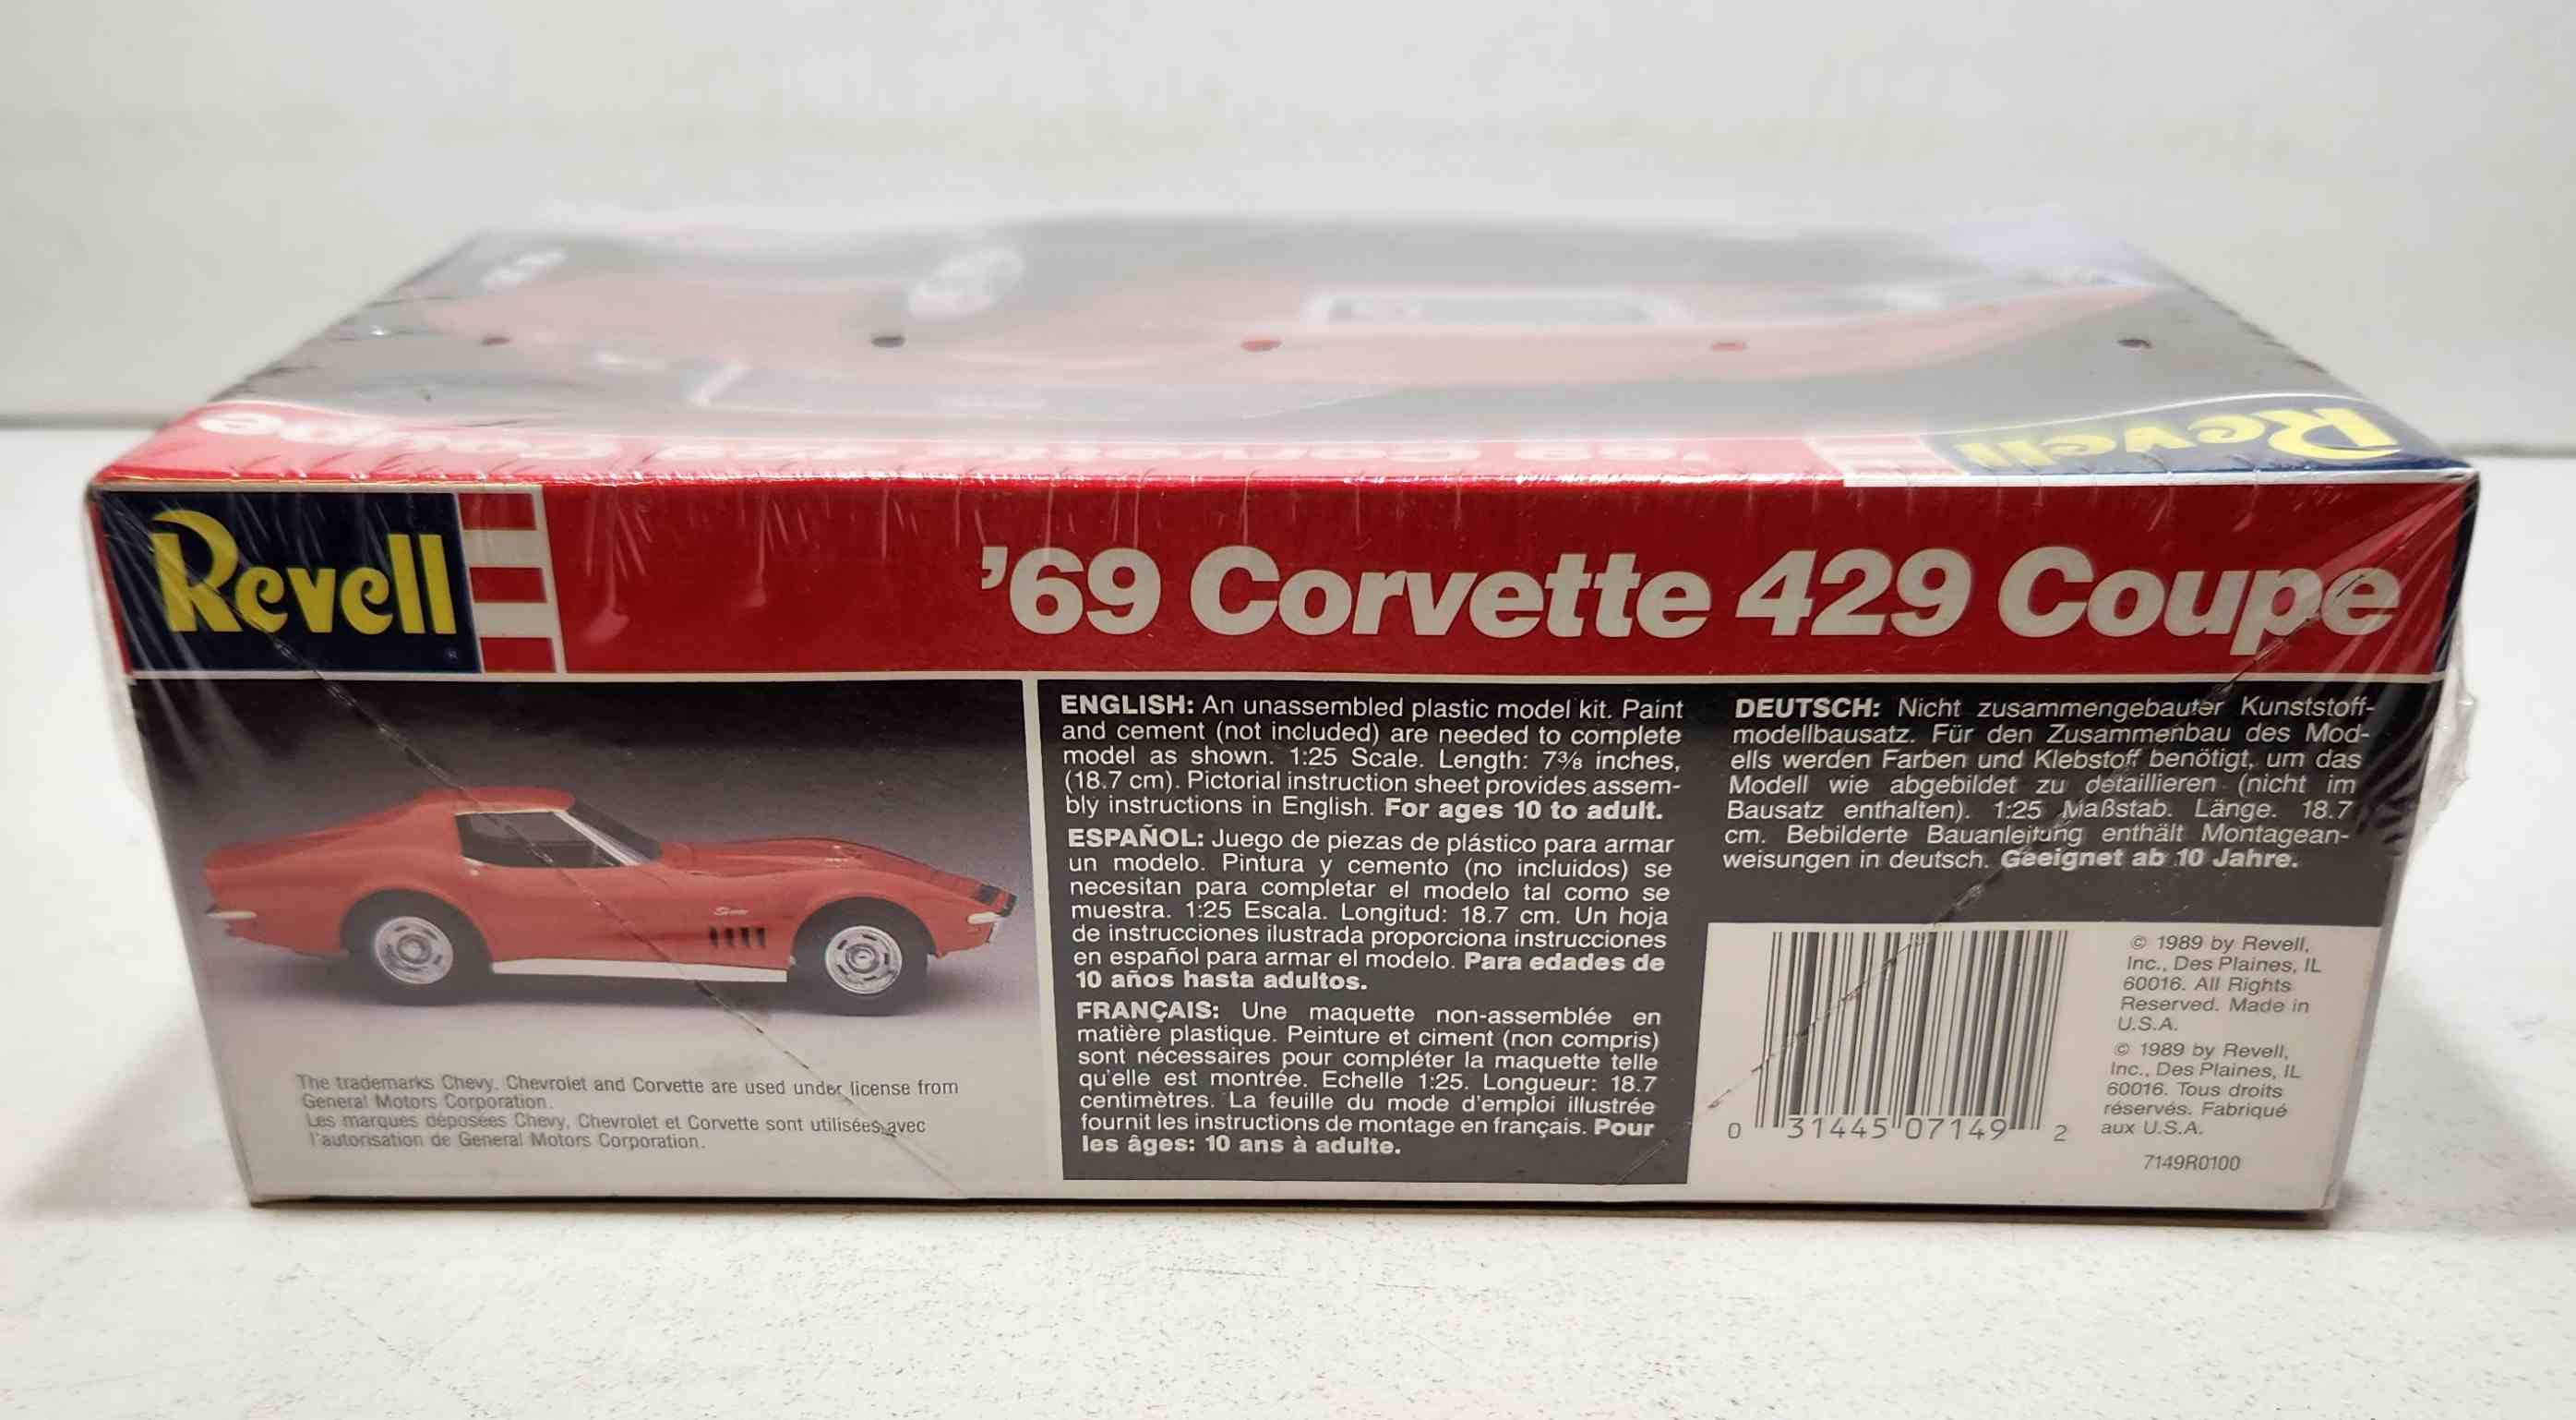 Revell
Revell
'69 Corvette 429 Coupe
ENGLISH: An unassembled plastic model kit. Paint
and cement (not included) are needed to complete
model as shown. 1:25 Scale. Length: 7⅜ inches,
(18.7 cm). Pictorial instruction sheet provides assem-
bly instructions in English. For ages 10 to adult.
ESPAÑOL: Juego de piezas de plástico para armar
un modelo. Pintura y cemento (no incluidos) se
necesitan para completar el modelo tal como se
muestra. 1:25 Escala. Longitud: 18.7 cm. Un hoja
de instrucciones ilustrada proporciona instrucciones
en español para armar el modelo. Para edades de
10 años hasta adultos.
FRANÇAIS: Une maquette non-assemblée en
matière plastique. Peinture et ciment (non compris)
sont nécessaires pour compléter la maquette telle
qu'elle est montrée. Echelle 1:25. Longueur: 18.7
centimètres. La feuille du mode d'emploi illustrée
fournit les instructions de montage en français. Pour
les âges: 10 ans à adulte.
DEUTSCH: Nicht zusammengebauter Kunststoff-
modellbausatz. Für den Zusammenbau des Mod-
ells werden Farben und Klebstoff benötigt, um das
Modell wie abgebildet zu detaillieren (nicht im
Bausatz enthalten). 1:25 Maßstab. Länge. 18.7
cm. Bebilderte Bauanleitung enthält Montagean-
weisungen in deutsch. Geeignet ab 10 Jahre.
The trademarks Chevy, Chevrolet and Corvette are used under license from
General Motors Corporation.
Les marques déposées Chevy, Chevrolet et Corvette sont utilisées avec
l'autorisation de General Motors Corporation.
0 31445 07149 2
© 1989 by Revell,
Inc., Des Plaines, IL
60016. All Rights
Reserved. Made in
U.S.A.
© 1989 by Revell,
Inc., Des Plaines, IL
60016. Tous droits
réservés. Fabriqué
aux U.S.A.
7149R0100